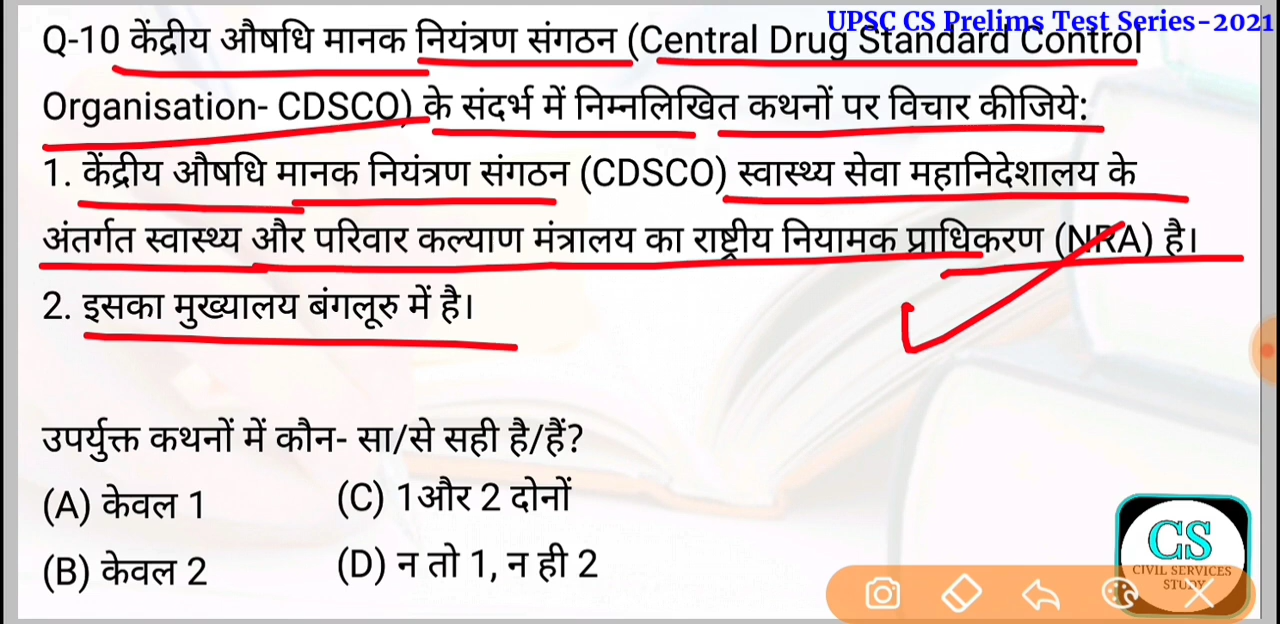 UPSC CS Prelims Test Series-2021
Q-10 केंद्रीय औषधि मानक नियंत्रण संगठन (Central Drug Standard Control
Organisation- CDSCO) के संदर्भ में निम्नलिखित कथनों पर विचार कीजिये:
1. केंद्रीय औषधि मानक नियंत्रण संगठन (CDSCO) स्वास्थ्य सेवा महानिदेशालय के
अंतर्गत स्वास्थ्य और परिवार कल्याण मंत्रालय का राष्ट्रीय नियामक प्राधिकरण (NRA) है।
2. इसका मुख्यालय बंगलूरु में है।
उपर्युक्त कथनों में कौन- सा/से सही है/हैं?
(A) केवल 1
(C) 1और 2 दोनों
(B) केवल 2
(D) न तो 1, न ही 2
CS
CIVIL SERVICES
STUDY